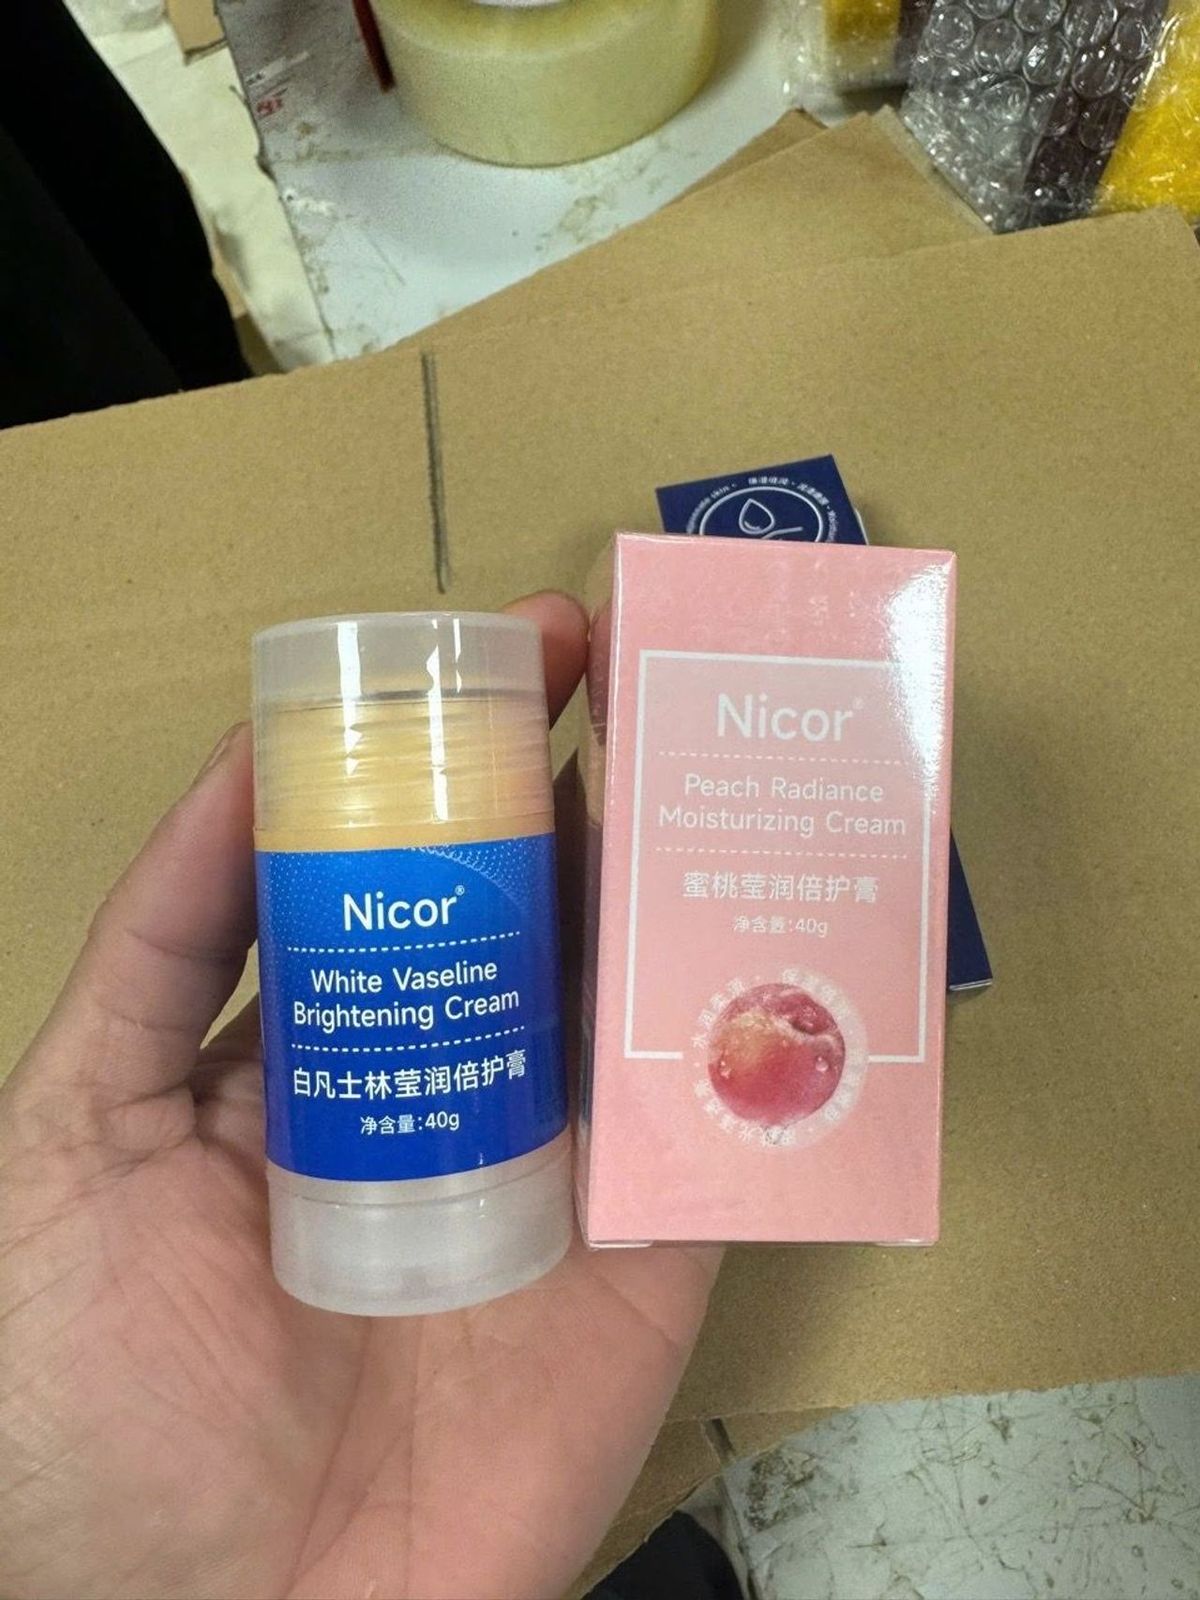 Nicor®
White Vaseline
Brightening Cream
白凡士林莹润倍护膏
净含量:40g
Nicor®
Peach Radiance
Moisturizing Cream
蜜桃莹润倍护膏
净含量:40g